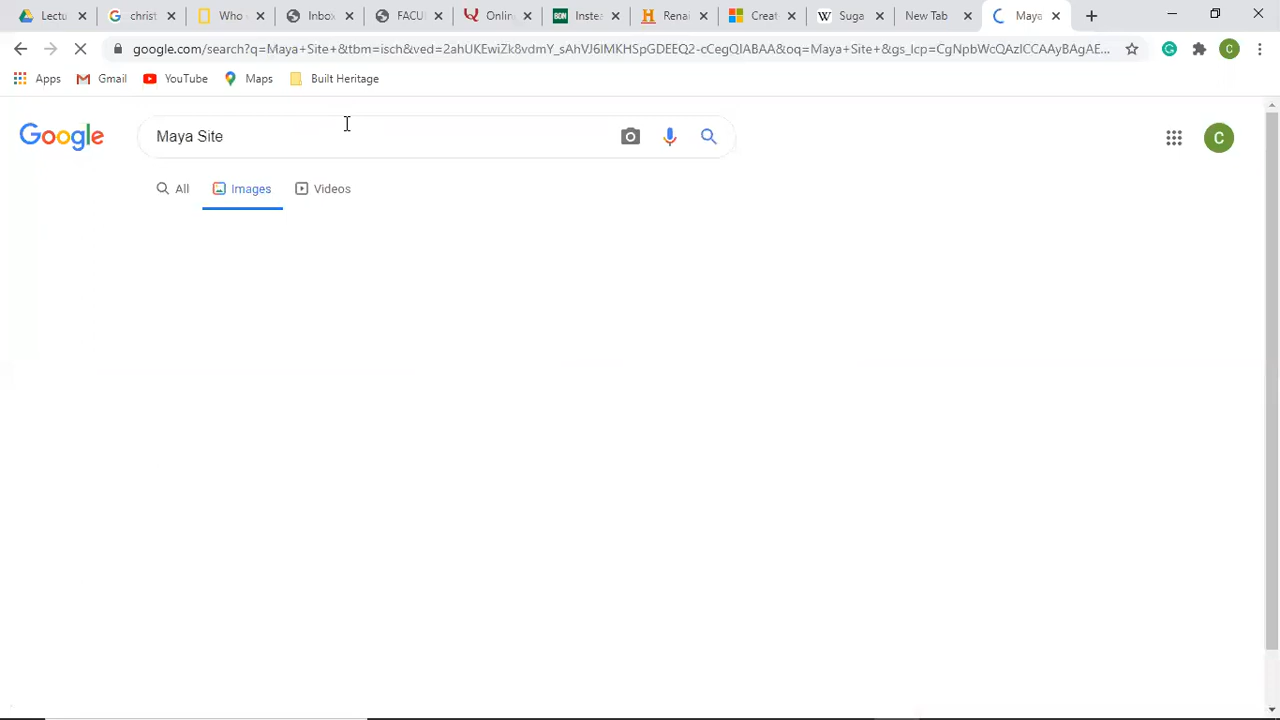 Lectu christ Who Inbox FACU Onlin BDN Instea H Renai Creat W Suga New Tab Maya
google.com/search?q=Maya+Site+&tbm=isch&ved=2ahUKEwiZk8vdmY_sAhVJ6lMKHSpGDEEQ2-cCegQIABAA&oq=Maya+Site+&gs_lcp=CgNpbWcQAzICCAAyBAgAE...
Apps Gmail YouTube Maps Built Heritage
Google Maya Site C
All Images Videos